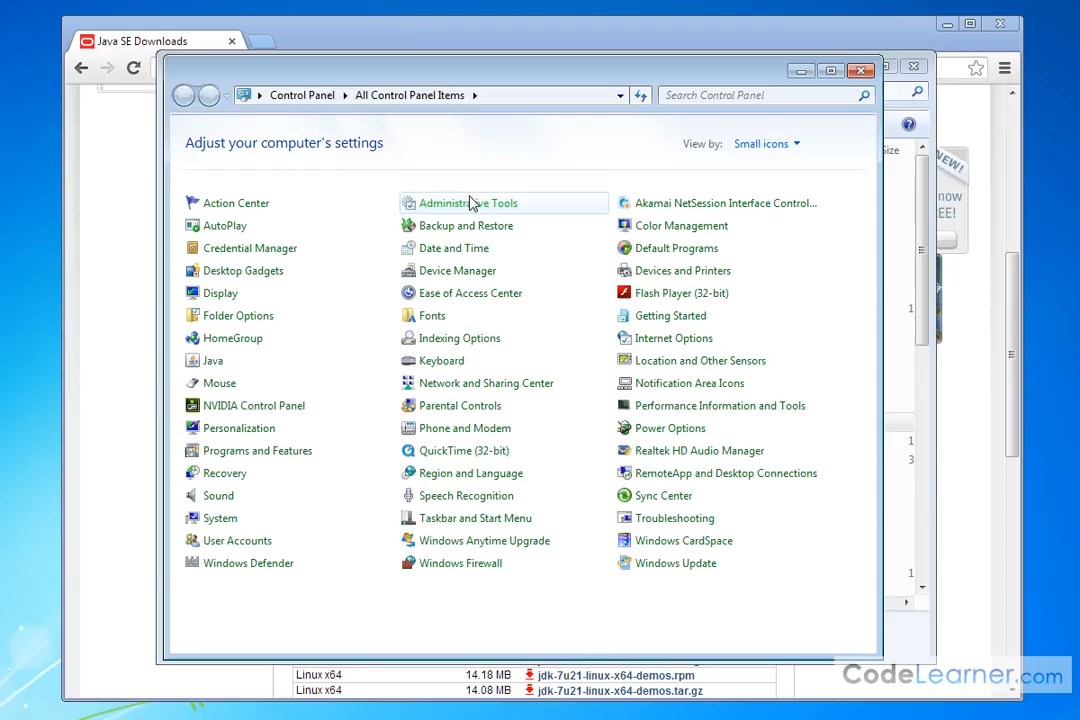 Java SE Downloads
Control Panel
All Control Panel Items
Search Control Panel
Adjust your computer's settings
View by: Small icons
Size
NEW!
now
EE!
Action Center
Administrative Tools
Akamai NetSession Interface Control...
AutoPlay
Backup and Restore
Color Management
Credential Manager
Date and Time
Default Programs
Desktop Gadgets
Device Manager
Devices and Printers
Display
Ease of Access Center
Flash Player (32-bit)
Folder Options
Fonts
Getting Started
1
HomeGroup
Indexing Options
Internet Options
Java
Keyboard
Location and Other Sensors
Mouse
Network and Sharing Center
Notification Area Icons
NVIDIA Control Panel
Parental Controls
Performance Information and Tools
Personalization
Phone and Modem
Power Options
1
Programs and Features
QuickTime (32-bit)
Realtek HD Audio Manager
3
Recovery
Region and Language
RemoteApp and Desktop Connections
Sound
Speech Recognition
Sync Center
System
Taskbar and Start Menu
Troubleshooting
User Accounts
Windows Anytime Upgrade
Windows CardSpace
Windows Defender
Windows Firewall
Windows Update
1
Linux x64 14.18 MB jdk-7u21-linux-x64-demos.rpm
Linux x64 14.08 MB jdk-7u21-linux-x64-demos.tar.gz
CodeLearner.com